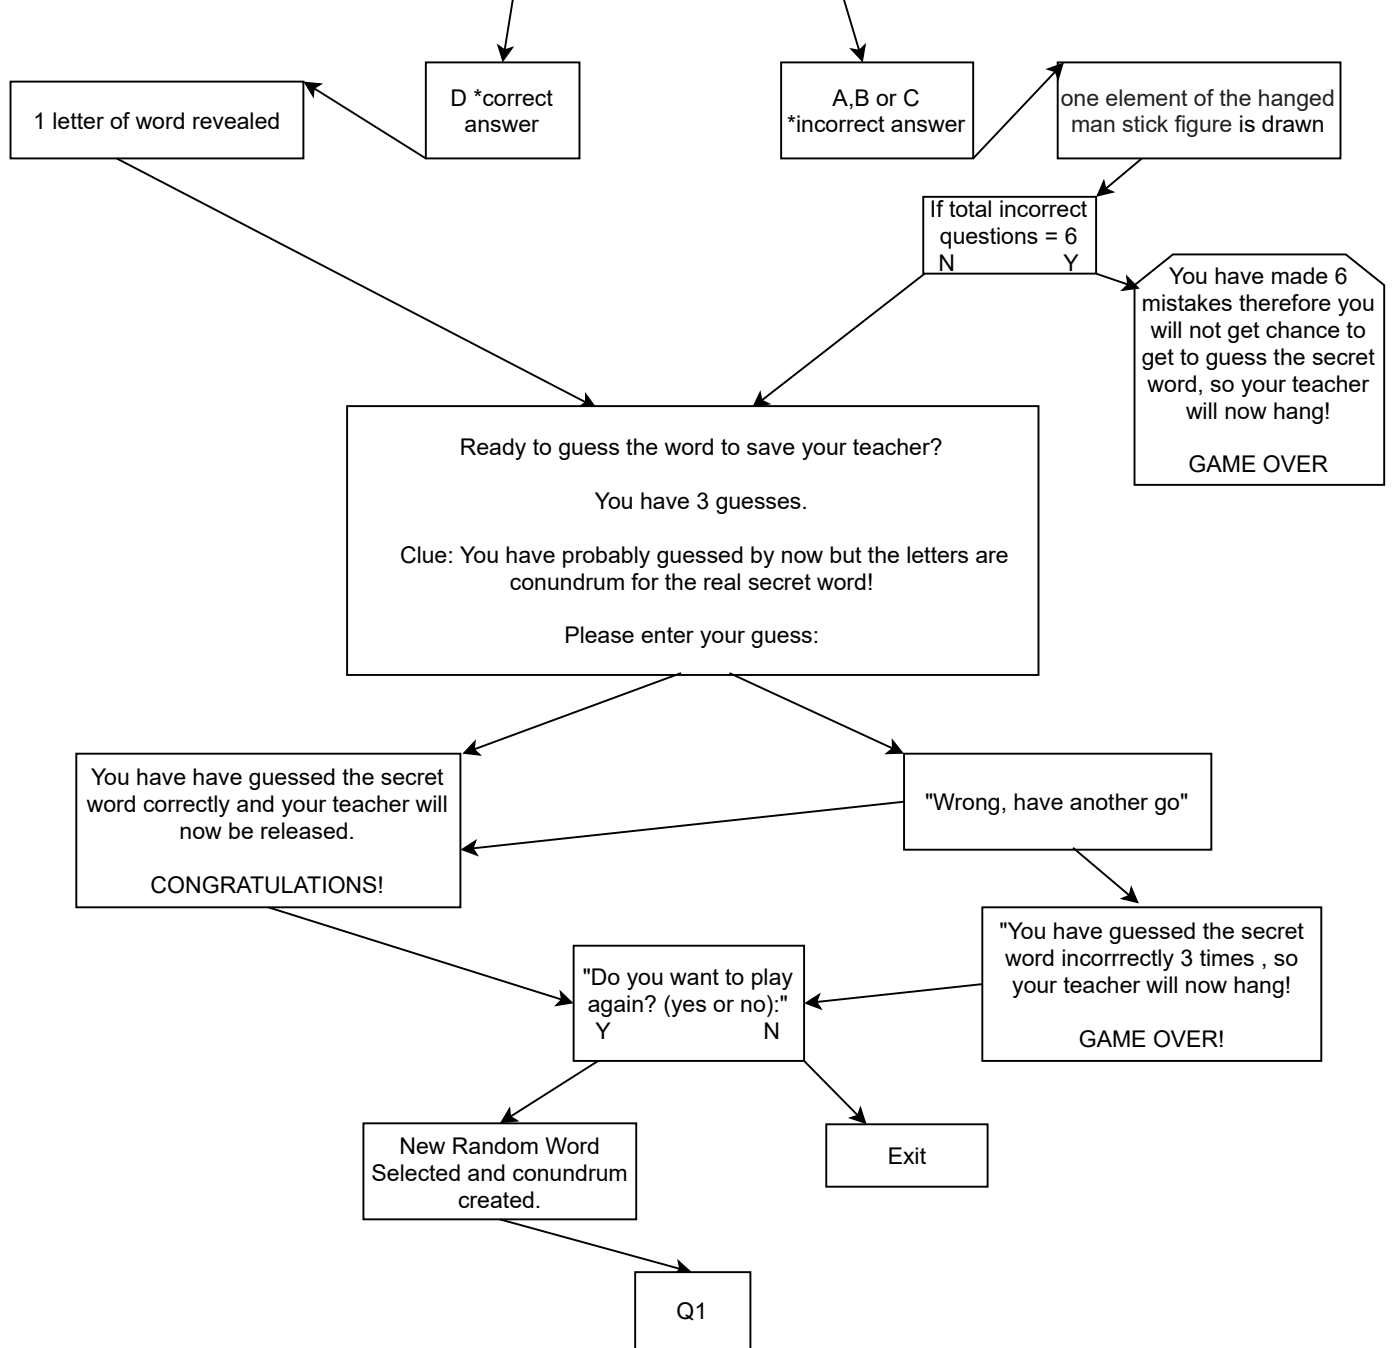 D *correct
answer
A,B or C
*incorrect answer
one element of the hanged
man stick figure is drawn
1 letter of word revealed
If total incorrect
questions = 6
N Y
You have made 6
mistakes therefore you
will not get chance to
get to guess the secret
word, so your teacher
will now hang!
GAME OVER
Ready to guess the word to save your teacher?
You have 3 guesses.
Clue: You have probably guessed by now but the letters are
conundrum for the real secret word!
Please enter your guess:
You have have guessed the secret
word correctly and your teacher will
now be released.
CONGRATULATIONS!
"Wrong, have another go"
"You have guessed the secret
word incorrrectly 3 times , so
your teacher will now hang!
GAME OVER!
"Do you want to play
again? (yes or no):"
Y N
New Random Word
Selected and conundrum
created.
Exit
Q1